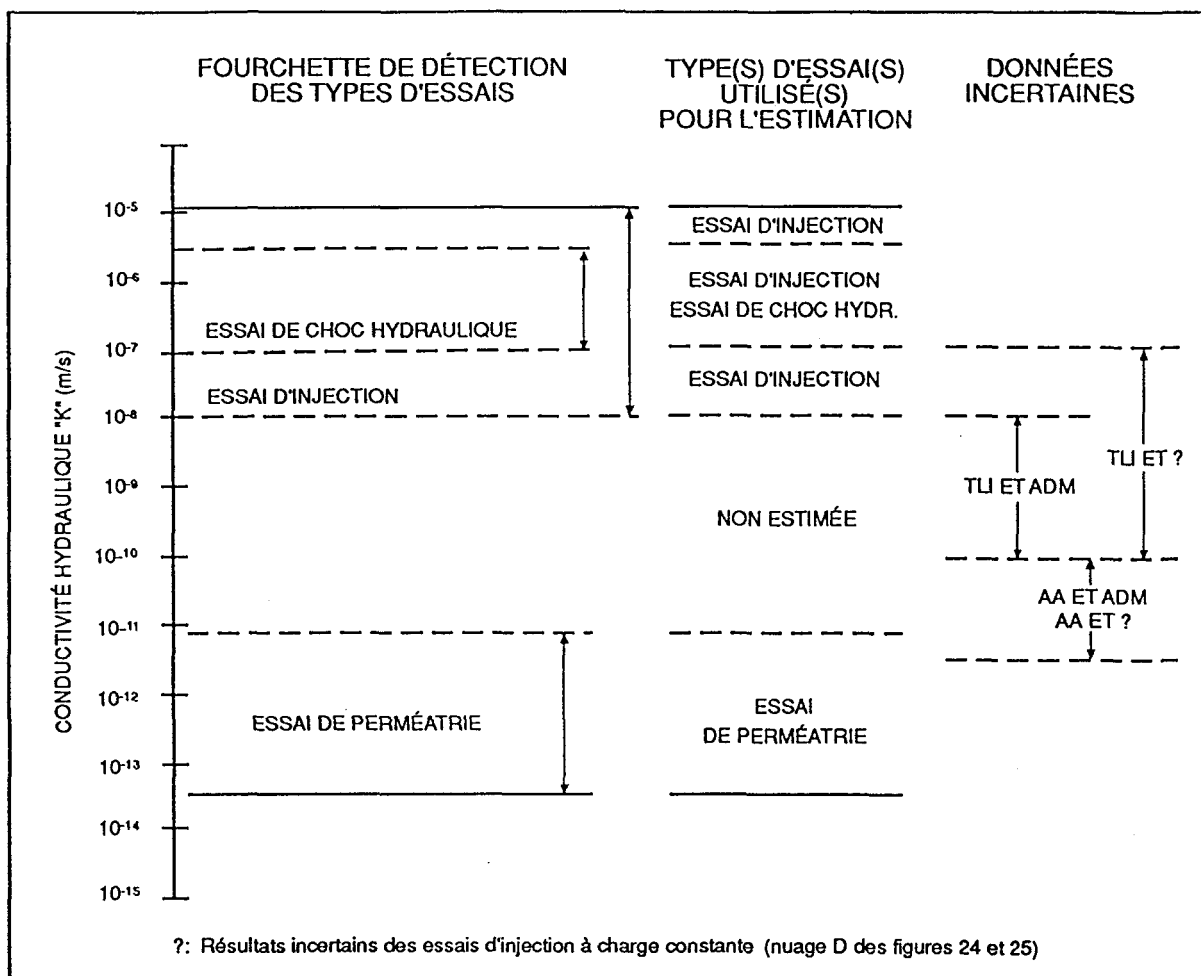 FOURCHETTE DE DÉTECTION
DES TYPES D'ESSAIS
TYPE(S) D'ESSAI(S)
UTILISÉ(S)
POUR L'ESTIMATION
DONNÉES
INCERTAINES
CONDUCTIVITÉ HYDRAULIQUE "K" (m/s)
10⁻⁵
10⁻⁶
10⁻⁷
10⁻⁸
10⁻⁹
10⁻¹⁰
10⁻¹¹
10⁻¹²
10⁻¹³
10⁻¹⁴
10⁻¹⁵
ESSAI DE CHOC HYDRAULIQUE
ESSAI D'INJECTION
ESSAI DE PERMÉATRIE
ESSAI D'INJECTION
ESSAI D'INJECTION
ESSAI DE CHOC HYDR.
ESSAI D'INJECTION
NON ESTIMÉE
ESSAI
DE PERMÉATRIE
TLI ET ?
TLI ET ADM
AA ET ADM
AA ET ?
?: Résultats incertains des essais d'injection à charge constante (nuage D des figures 24 et 25)